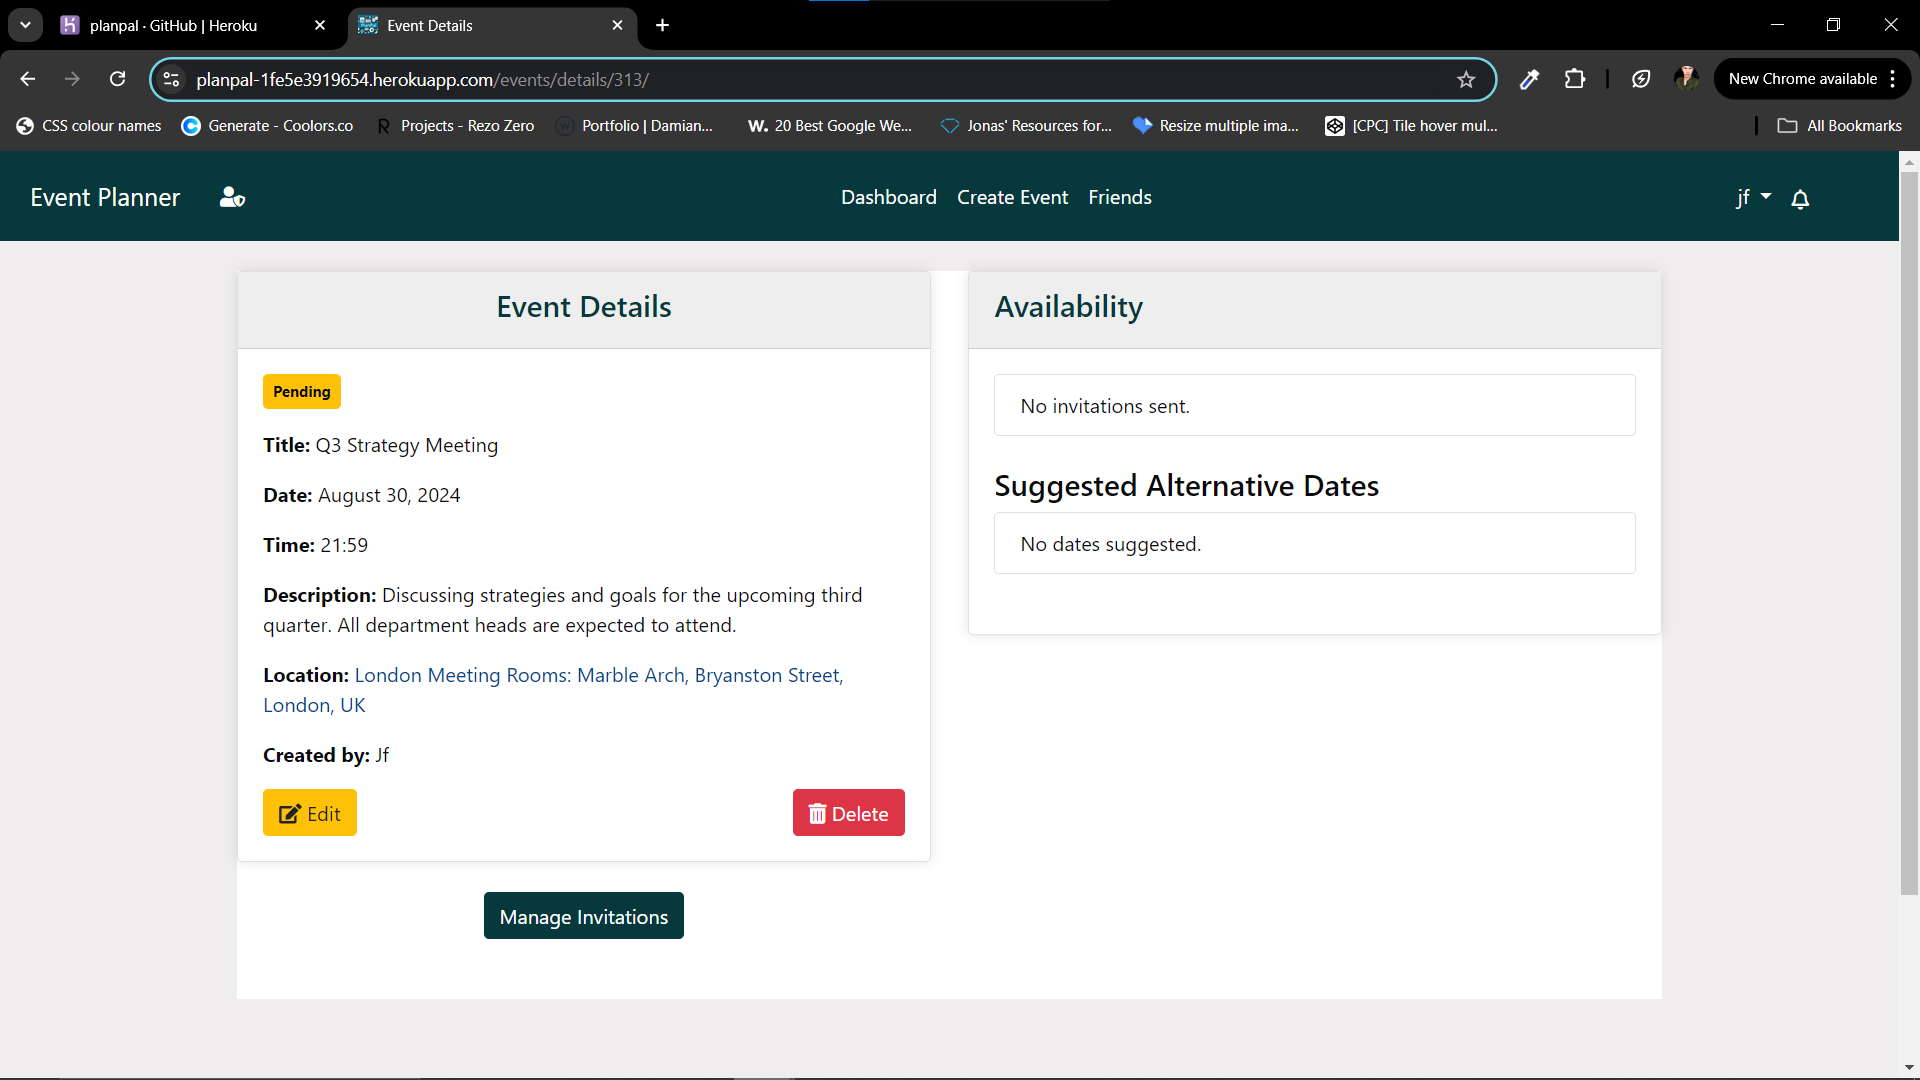 planpal · GitHub | Heroku
Event Details
planpal-1fe5e3919654.herokuapp.com/events/details/313/
New Chrome available
CSS colour names
Generate - Coolors.co
Projects - Rezo Zero
Portfolio | Damian...
W. 20 Best Google We...
Jonas' Resources for...
Resize multiple ima...
[CPC] Tile hover mul...
All Bookmarks
Event Planner
Dashboard
Create Event
Friends
jf
Event Details
Pending
Title: Q3 Strategy Meeting
Date: August 30, 2024
Time: 21:59
Description: Discussing strategies and goals for the upcoming third
quarter. All department heads are expected to attend.
Location: London Meeting Rooms: Marble Arch, Bryanston Street,
London, UK
Created by: Jf
Edit
Delete
Manage Invitations
Availability
No invitations sent.
Suggested Alternative Dates
No dates suggested.